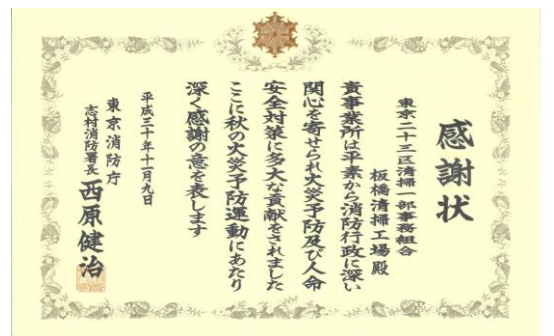 感謝状
東京二十三区清掃一部事務組合
板橋清掃工場殿
貴事業所は平素から消防行政に深い
関心を寄せられ火災予防及び人命
安全対策に多大な貢献をされました
ここに秋の火災予防運動にあたり
深く感謝の意を表します
平成三十年十一月九日
東京消防庁
志村消防署長 西原健治